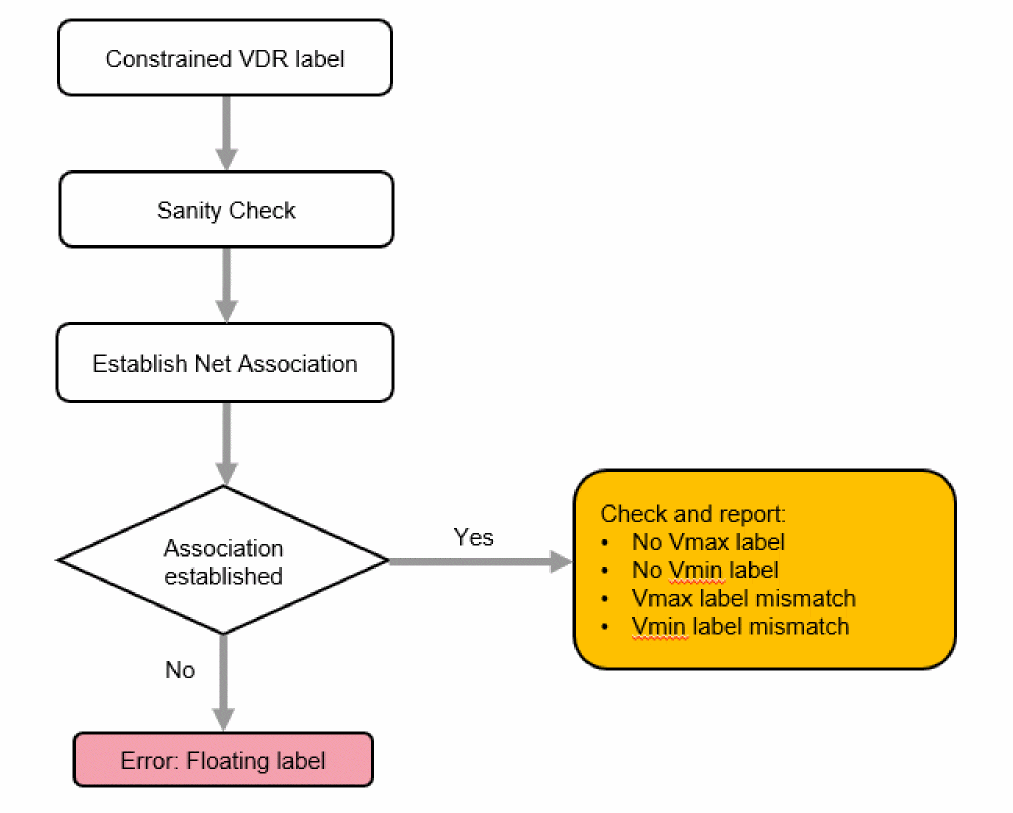 Constrained VDR label
Sanity Check
Establish Net Association
Association
established
Yes
Check and report:
• No Vmax label
• No Vmin label
• Vmax label mismatch
• Vmin label mismatch
No
Error: Floating label